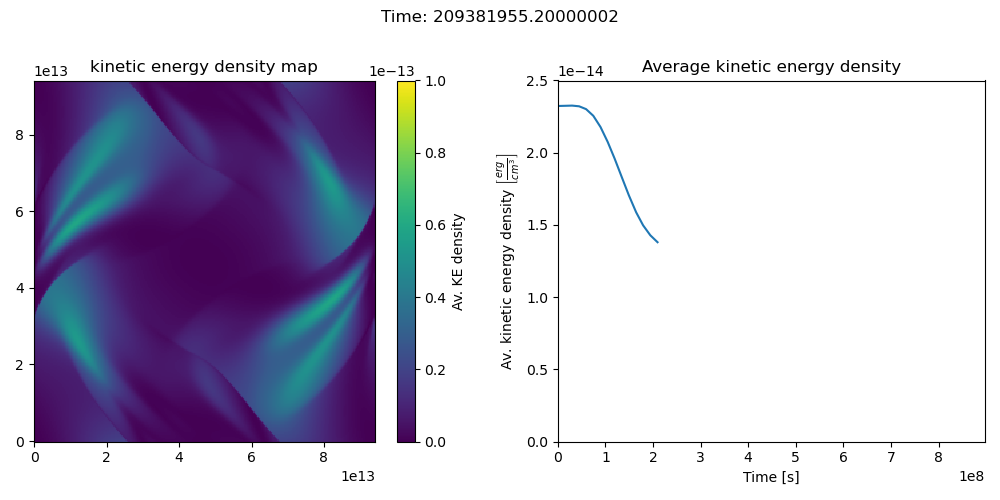 Time: 209381955.20000002
kinetic energy density map
1e13
1e−13
8
6
4
2
0
0 2 4 6 8
1e13
1.0
0.8
0.6
0.4
0.2
0.0
Av. KE density
Average kinetic energy density
1e−14
2.5
2.0
1.5
1.0
0.5
0.0
Av. kinetic energy density [erg/cm³]
0 1 2 3 4 5 6 7 8
Time [s]
1e8